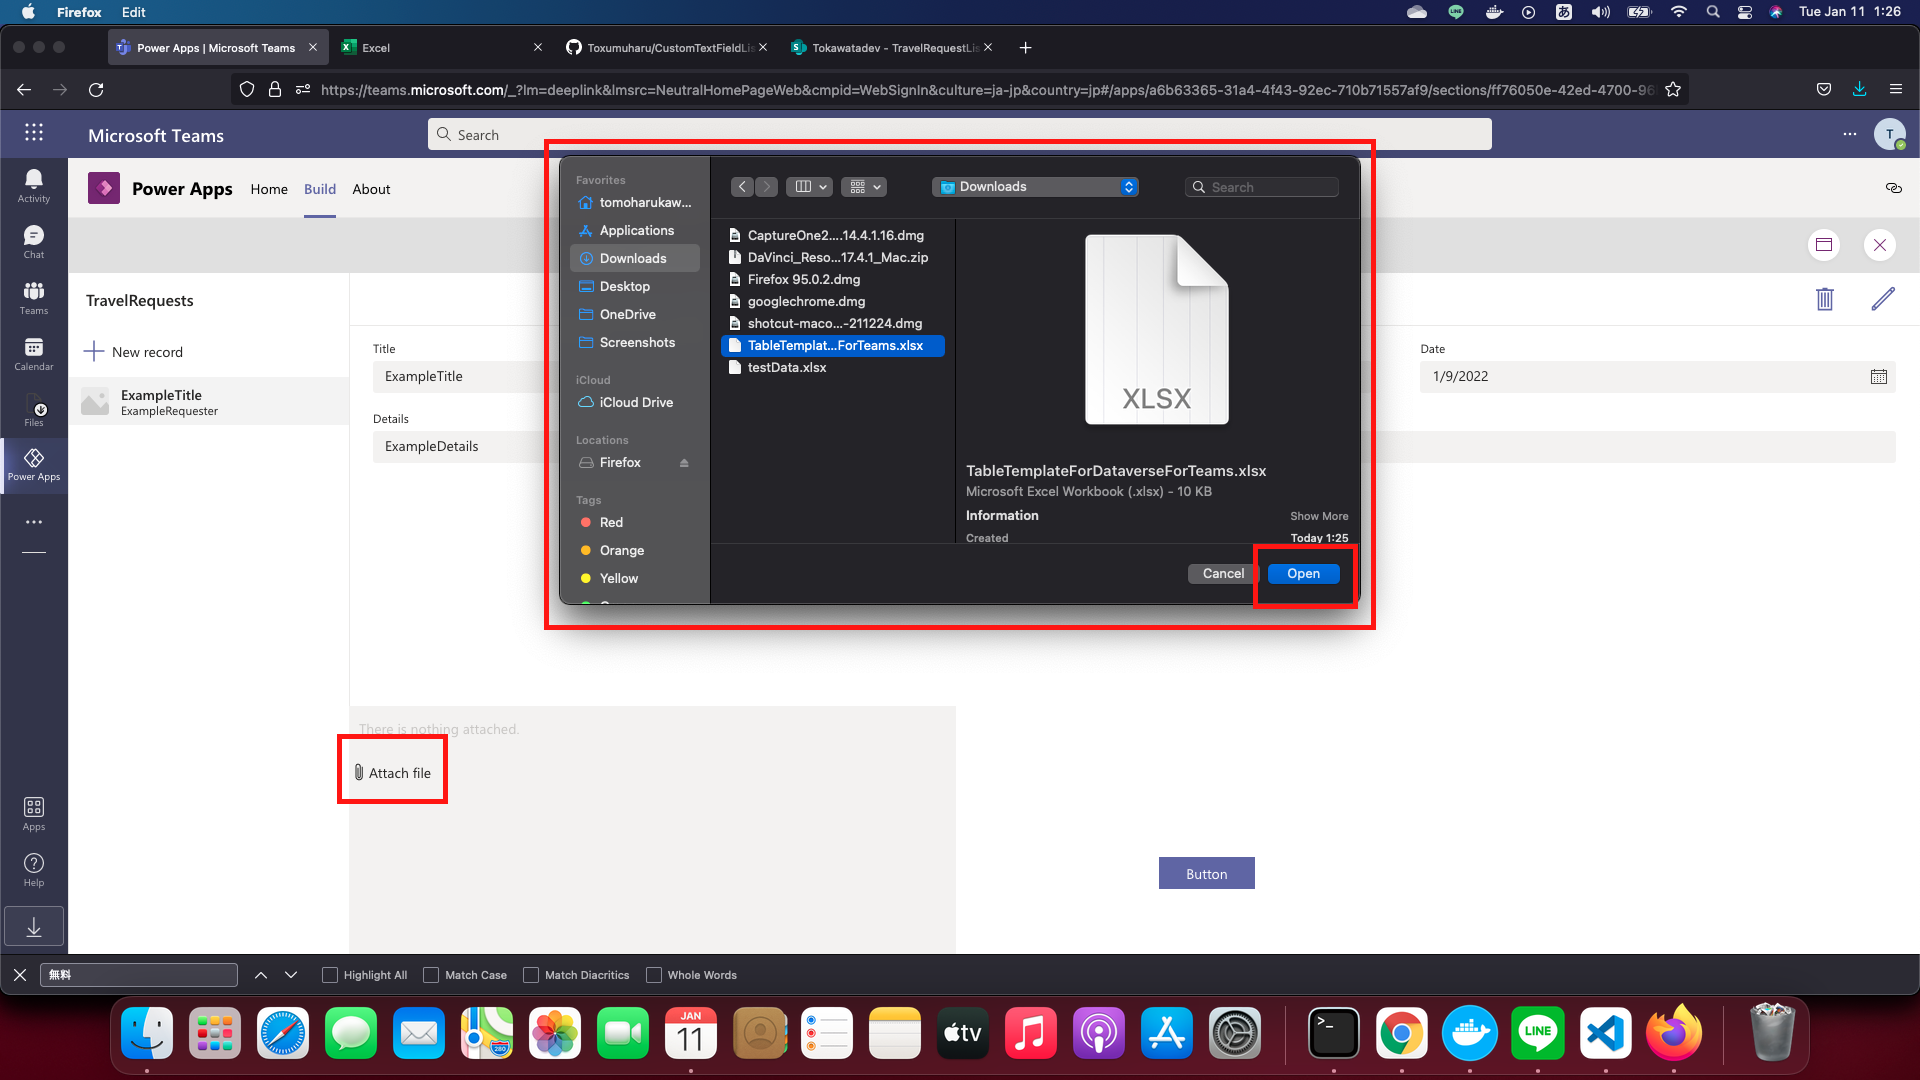 Firefox Edit
Tue Jan 11 1:26
Power Apps | Microsoft Teams
Excel
Toxumuharu/CustomTextFieldLis
Tokawatadev - TravelRequestLis
https://teams.microsoft.com/_?lm=deeplink&lmsrc=NeutralHomePageWeb&cmpid=WebSignIn&culture=ja-jp&country=jp#/apps/a6b63365-31a4-4f43-92ec-710b71557af9/sections/ff76050e-42ed-4700-96
Microsoft Teams
Search
T
Activity
Chat
Teams
Calendar
Files
Power Apps
Apps
Help
Power Apps Home Build About
TravelRequests
New record
ExampleTitle
ExampleRequester
Title
ExampleTitle
Details
ExampleDetails
Date
1/9/2022
Favorites
tomoharukaw...
Applications
Downloads
Desktop
OneDrive
Screenshots
iCloud
iCloud Drive
Locations
Firefox
Tags
Red
Orange
Yellow
Downloads
Search
CaptureOne2....14.4.1.16.dmg
DaVinci_Reso...17.4.1_Mac.zip
Firefox 95.0.2.dmg
googlechrome.dmg
shotcut-maco...-211224.dmg
TableTemplat...ForTeams.xlsx
testData.xlsx
XLSX
TableTemplateForDataverseForTeams.xlsx
Microsoft Excel Workbook (.xlsx) - 10 KB
Information
Show More
Created
Today 1:25
Cancel
Open
There is nothing attached.
Attach file
Button
無料
Highlight All
Match Case
Match Diacritics
Whole Words
JAN
11
280
tv
LINE